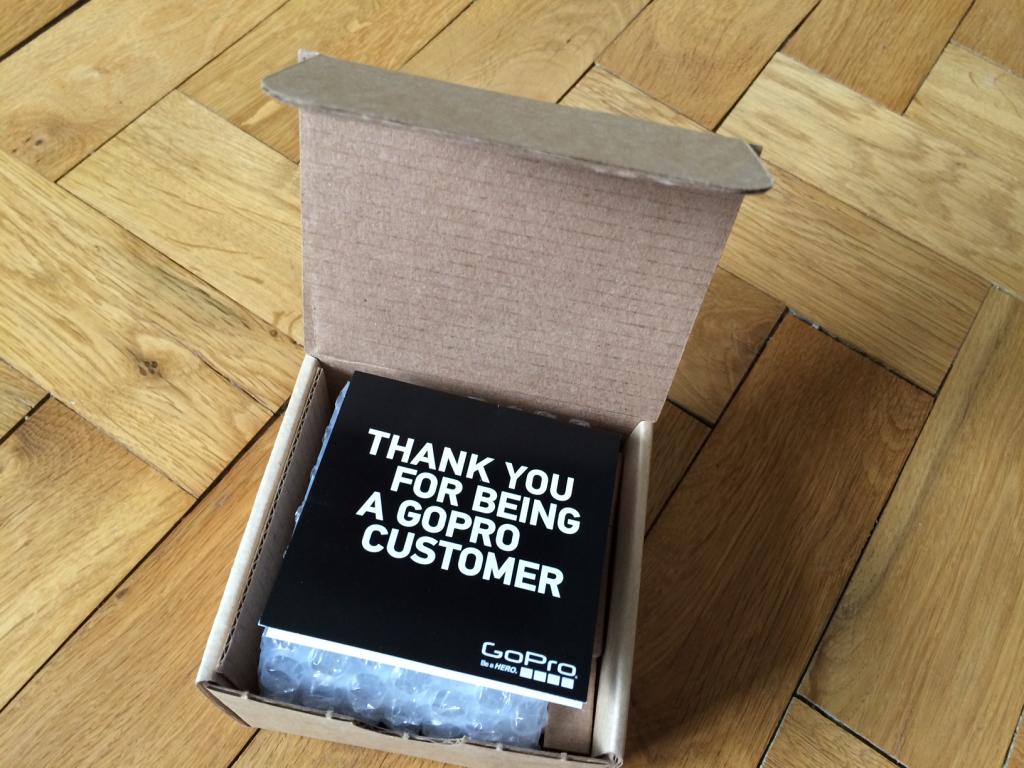 THANK YOU
FOR BEING
A GOPRO
CUSTOMER
GoPro
Be a HERO.